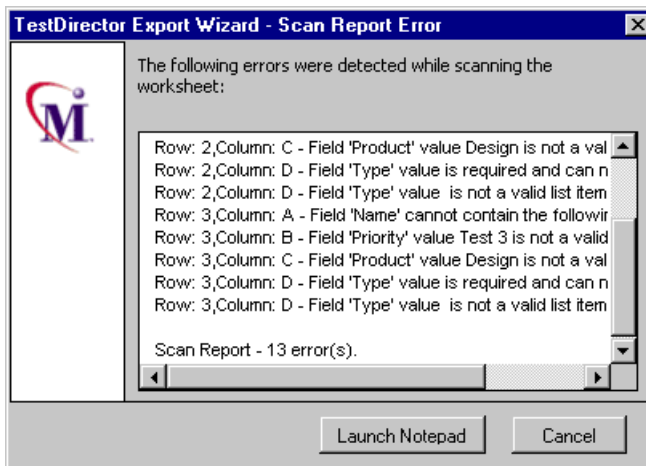 TestDirector Export Wizard - Scan Report Error
The following errors were detected while scanning the
worksheet:
Row: 2,Column: C - Field 'Product' value Design is not a val
Row: 2,Column: D - Field 'Type' value is required and can n
Row: 2,Column: D - Field 'Type' value  is not a valid list item
Row: 3,Column: A - Field 'Name' cannot contain the followin
Row: 3,Column: B - Field 'Priority' value Test 3 is not a valid
Row: 3,Column: C - Field 'Product' value Design is not a val
Row: 3,Column: D - Field 'Type' value is required and can n
Row: 3,Column: D - Field 'Type' value  is not a valid list item
Scan Report - 13 error(s).
Launch Notepad
Cancel